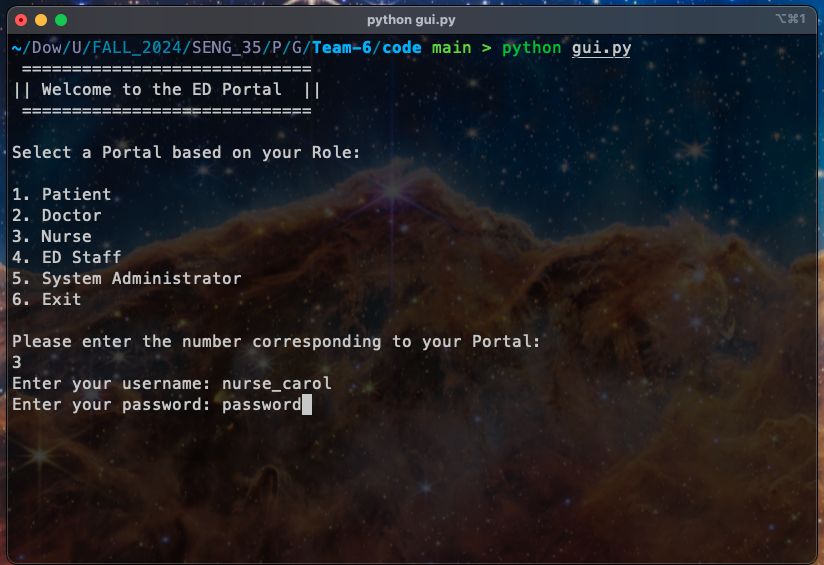 python gui.py
⌥⌘1
~/Dow/U/FALL_2024/SENG_35/P/G/Team-6/code main > python gui.py
=============================
|| Welcome to the ED Portal  ||
=============================
Select a Portal based on your Role:
1. Patient
2. Doctor
3. Nurse
4. ED Staff
5. System Administrator
6. Exit
Please enter the number corresponding to your Portal:
3
Enter your username: nurse_carol
Enter your password: password